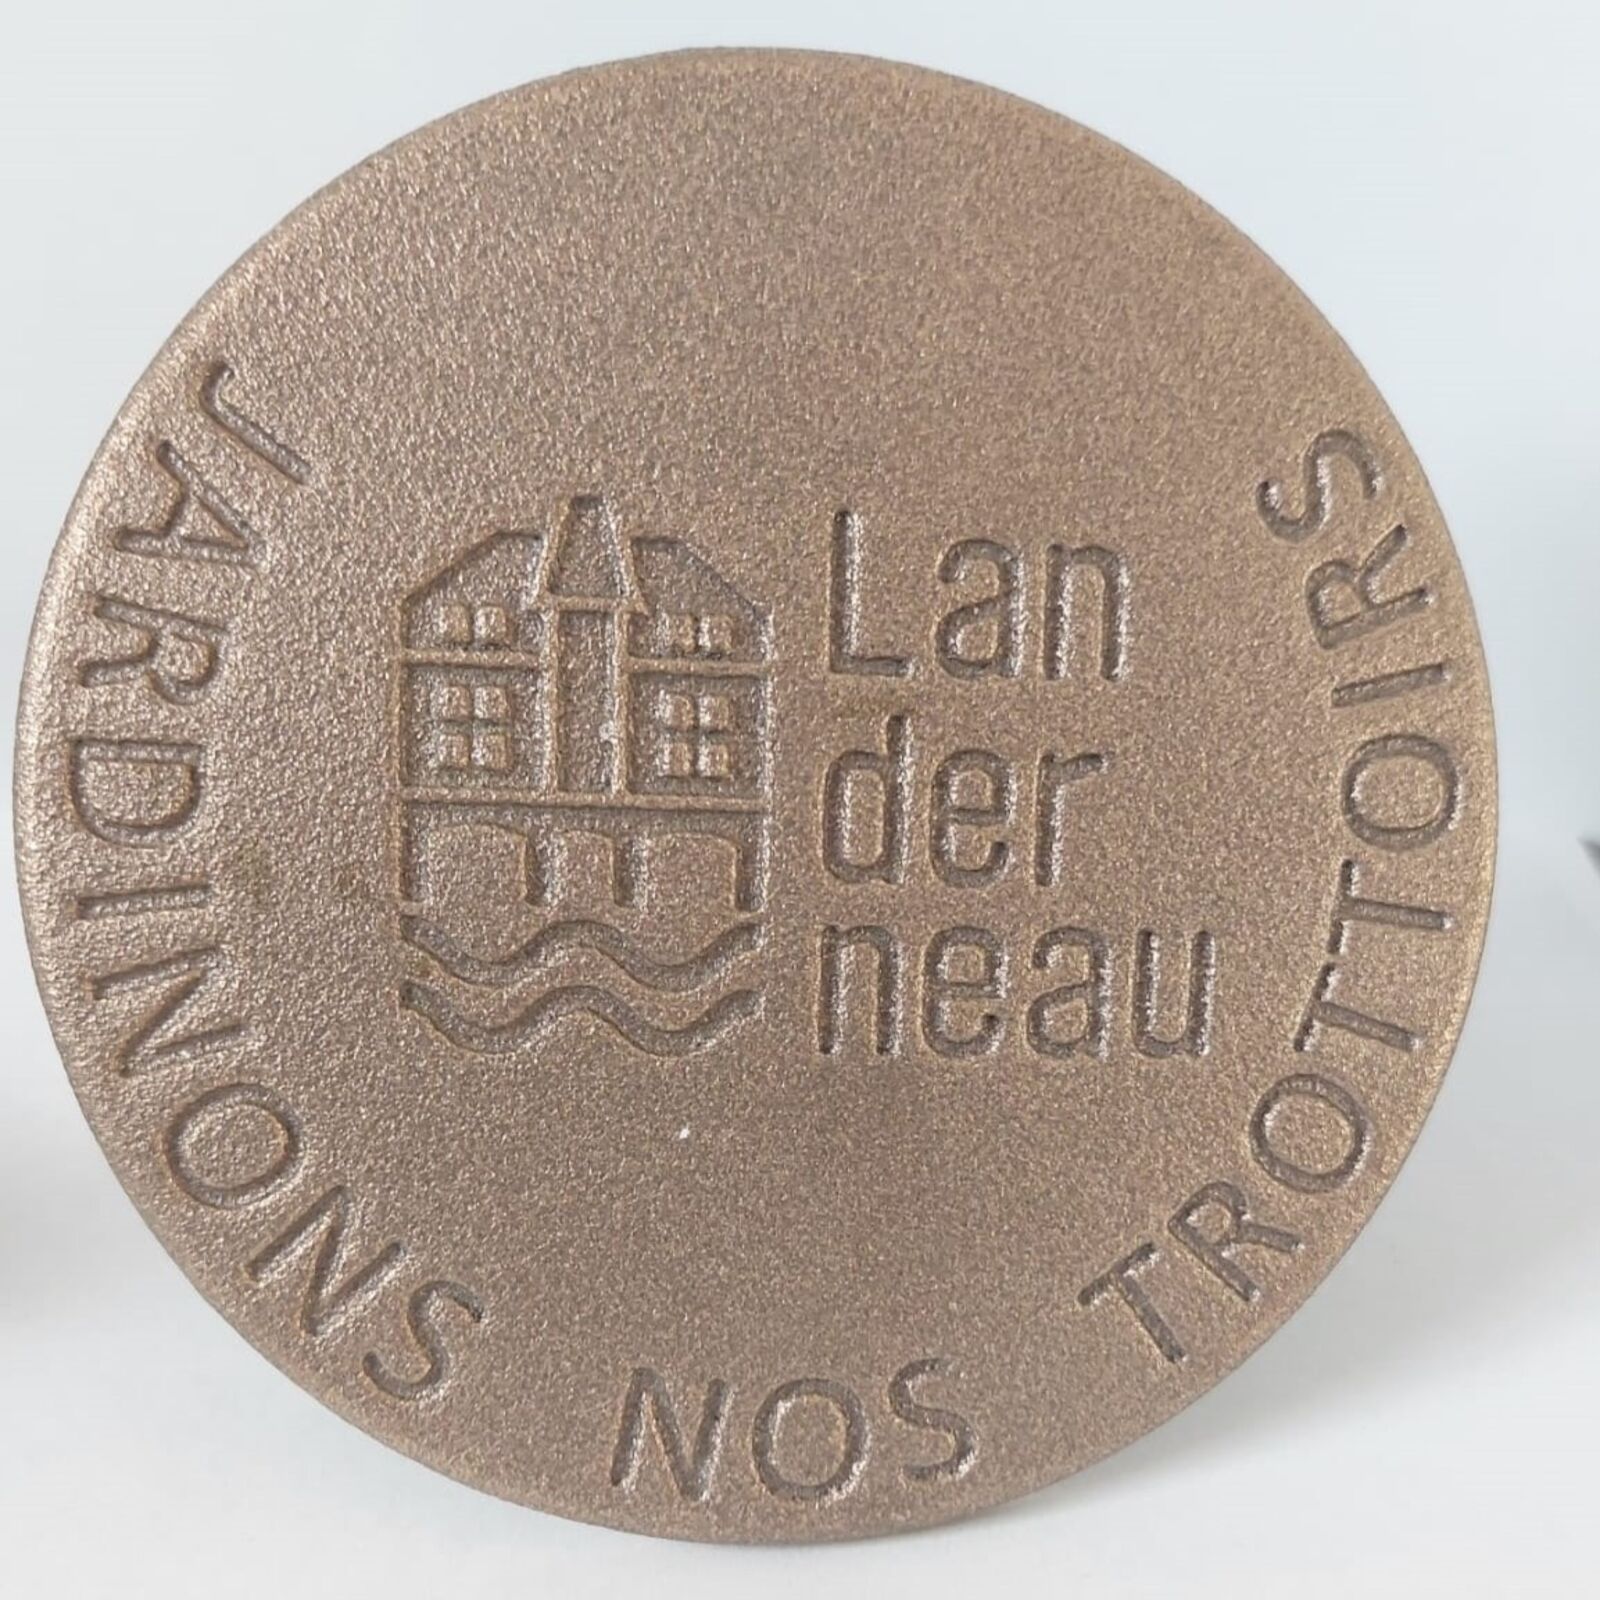 Lan
der
neau
JARDINONS NOS TROTTOIRS